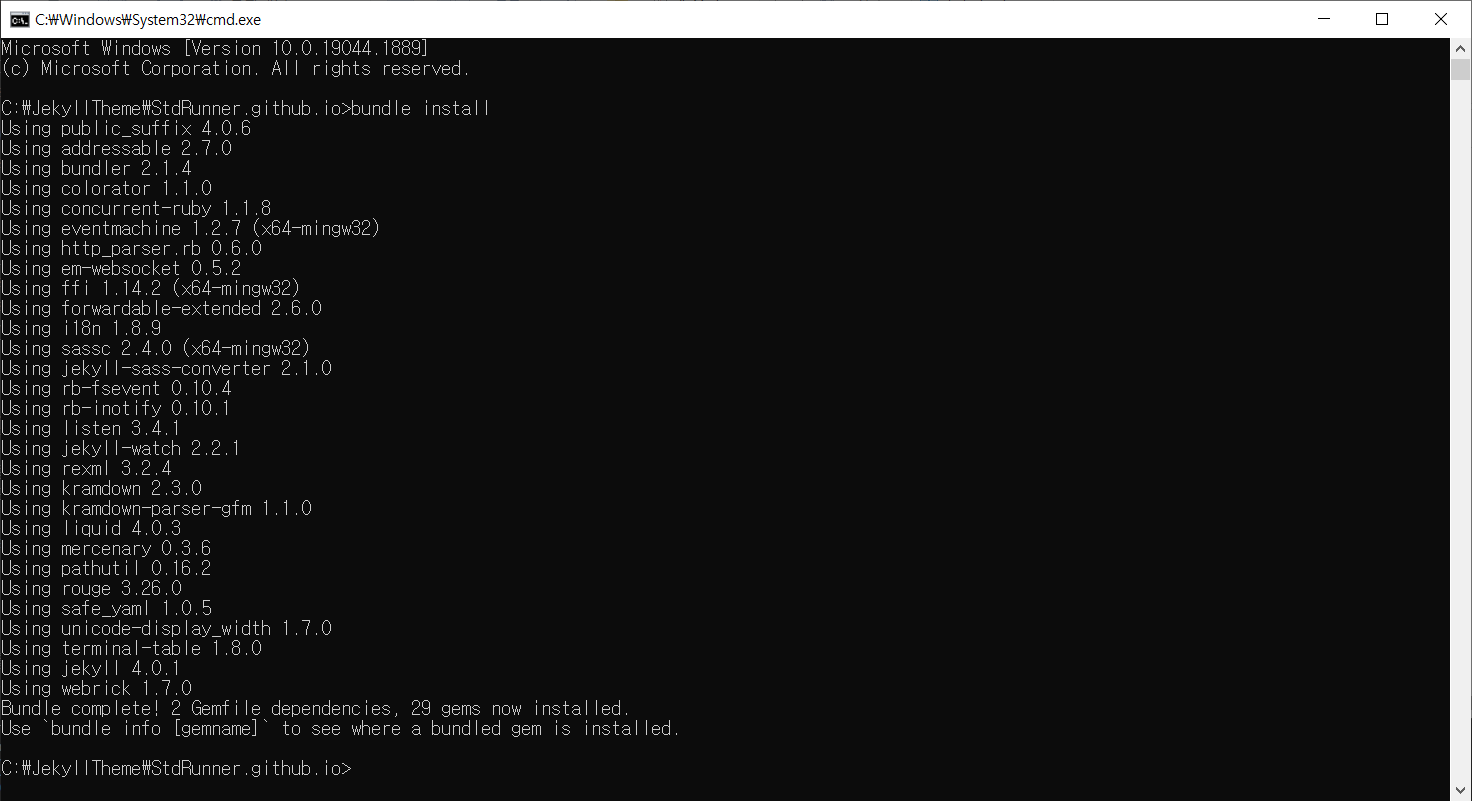 C:₩Windows₩System32₩cmd.exe
Microsoft Windows [Version 10.0.19044.1889]
(c) Microsoft Corporation. All rights reserved.
C:₩JekyllTheme₩StdRunner.github.io>bundle install
Using public_suffix 4.0.6
Using addressable 2.7.0
Using bundler 2.1.4
Using colorator 1.1.0
Using concurrent-ruby 1.1.8
Using eventmachine 1.2.7 (x64-mingw32)
Using http_parser.rb 0.6.0
Using em-websocket 0.5.2
Using ffi 1.14.2 (x64-mingw32)
Using forwardable-extended 2.6.0
Using i18n 1.8.9
Using sassc 2.4.0 (x64-mingw32)
Using jekyll-sass-converter 2.1.0
Using rb-fsevent 0.10.4
Using rb-inotify 0.10.1
Using listen 3.4.1
Using jekyll-watch 2.2.1
Using rexml 3.2.4
Using kramdown 2.3.0
Using kramdown-parser-gfm 1.1.0
Using liquid 4.0.3
Using mercenary 0.3.6
Using pathutil 0.16.2
Using rouge 3.26.0
Using safe_yaml 1.0.5
Using unicode-display_width 1.7.0
Using terminal-table 1.8.0
Using jekyll 4.0.1
Using webrick 1.7.0
Bundle complete! 2 Gemfile dependencies, 29 gems now installed.
Use `bundle info [gemname]` to see where a bundled gem is installed.
C:₩JekyllTheme₩StdRunner.github.io>